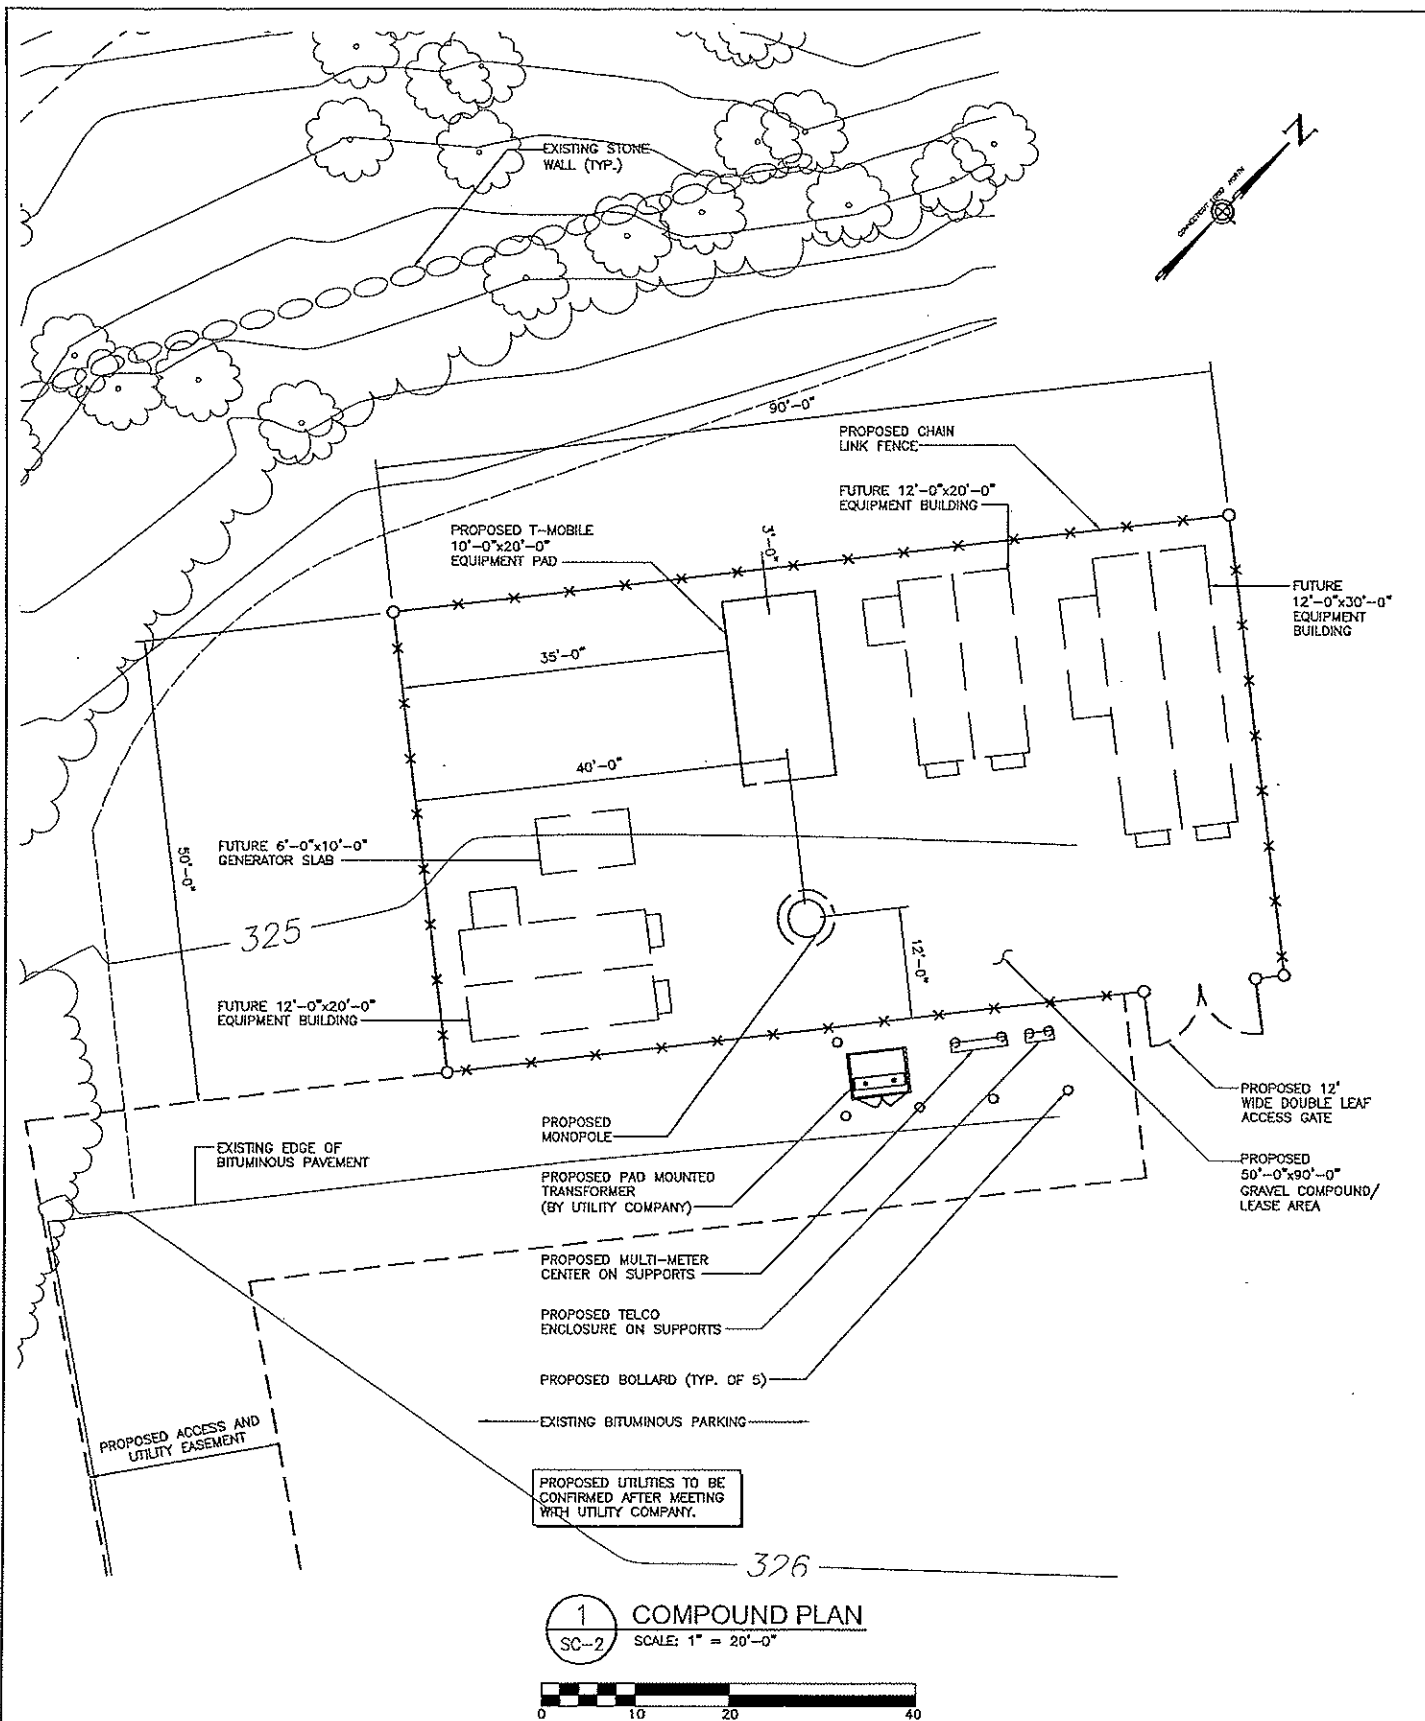 EXISTING STONE
WALL (TYP.)
N
90'-0"
PROPOSED CHAIN
LINK FENCE
FUTURE 12'-0"x20'-0"
EQUIPMENT BUILDING
PROPOSED T-MOBILE
10'-0"x20'-0"
EQUIPMENT PAD
3'-0"
FUTURE
12'-0"x30'-0"
EQUIPMENT
BUILDING
35'-0"
40'-0"
50'-0"
FUTURE 6'-0"x10'-0"
GENERATOR SLAB
325
12'-0"
FUTURE 12'-0"x20'-0"
EQUIPMENT BUILDING
PROPOSED 12'
WIDE DOUBLE LEAF
ACCESS GATE
PROPOSED
MONOPOLE
EXISTING EDGE OF
BITUMINOUS PAVEMENT
PROPOSED
50'-0"x90'-0"
GRAVEL COMPOUND/
LEASE AREA
PROPOSED PAD MOUNTED
TRANSFORMER
(BY UTILITY COMPANY)
PROPOSED MULTI-METER
CENTER ON SUPPORTS
PROPOSED TELCO
ENCLOSURE ON SUPPORTS
PROPOSED BOLLARD (TYP. OF 5)
EXISTING BITUMINOUS PARKING
PROPOSED ACCESS AND
UTILITY EASEMENT
PROPOSED UTILITIES TO BE
CONFIRMED AFTER MEETING
WITH UTILITY COMPANY.
326
1
SC-2
COMPOUND PLAN
SCALE: 1" = 20'-0"
0 10 20 40